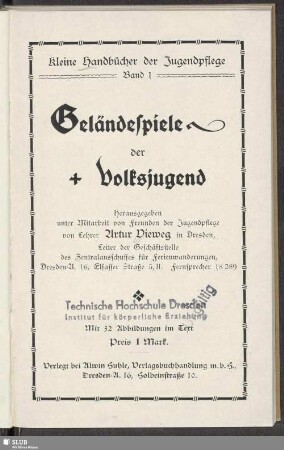 Kleine Handbücher der Jugendpflege
Band 1
Geländespiele
der
Volksjugend
Herausgegeben
unter Mitarbeit von Freunden der Jugendpflege
von Lehrer Artur Vieweg in Dresden,
Leiter der Geschäftsstelle
des Zentralausschusses für Ferienwanderungen,
Dresden-A. 16, Elsasser Straße 5, II. Fernsprecher
Technische Hochschule Dresden
Institut für körperliche Erziehung
Mit 32 Abbildungen im Text
Preis 1 Mark.
Verlegt bei Alwin Huhle, Verlagsbuchhandlung m. b. H.,
Dresden-A. 16, Holbeinstraße 10.
SLUB